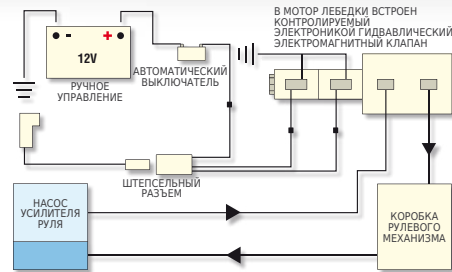 В МОТОР ЛЕБЕДКИ ВСТРОЕН
КОНТРОЛИРУЕМЫЙ
ЭЛЕКТРОНИКОЙ ГИДВАВЛИЧЕСКИЙ
ЭЛЕКТРОМАГНИТНЫЙ КЛАПАН
- +
12V
АВТОМАТИЧЕСКИЙ
ВЫКЛЮЧАТЕЛЬ
РУЧНОЕ
УПРАВЛЕНИЕ
ШТЕПСЕЛЬНЫЙ
РАЗЪЕМ
НАСОС
УСИЛИТЕЛЯ
РУЛЯ
КОРОБКА
РУЛЕВОГО
МЕХАНИЗМА